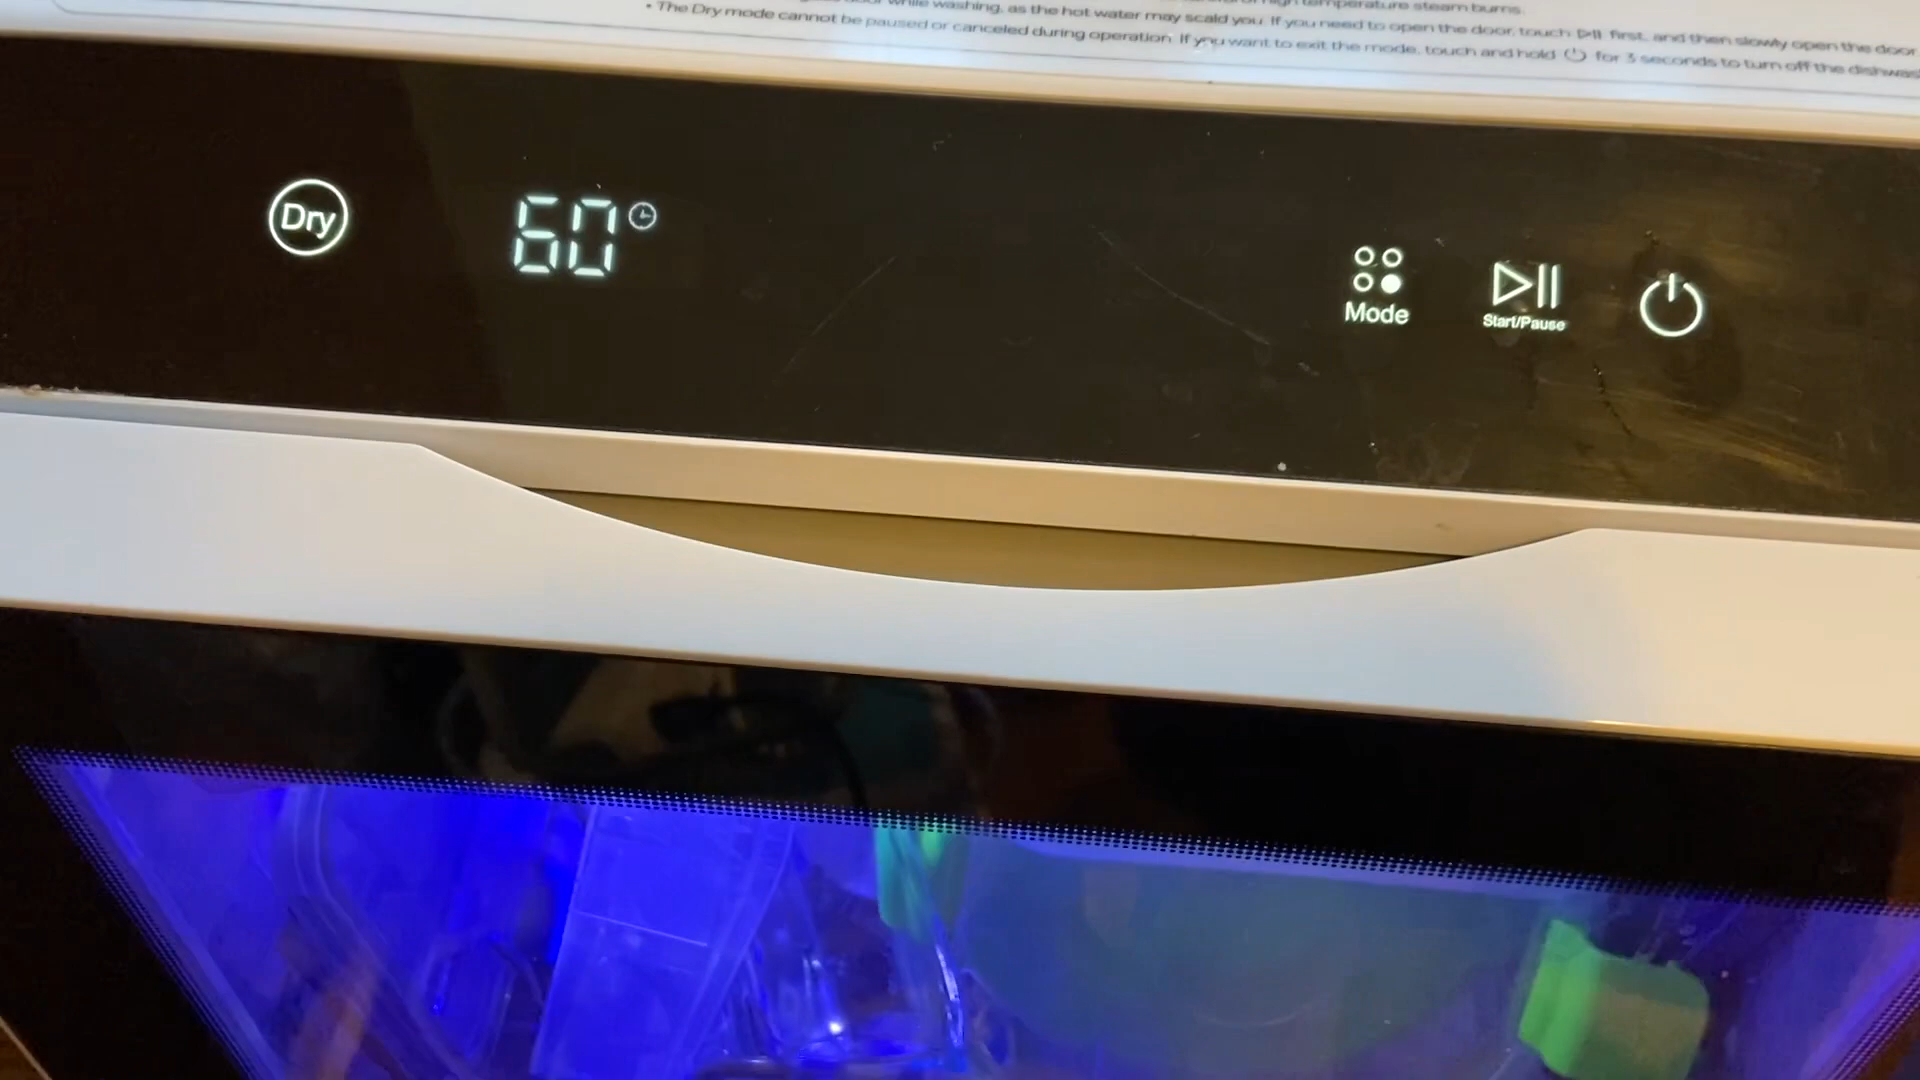 while washing, as the hot water may scald you. If you need to open the door, touch ▷II first, and then slowly open the door
• The Dry mode cannot be paused or canceled during operation. If you want to exit the mode, touch and hold ⏻ for 3 seconds to turn off the
Dry
60
Mode
Start/Pause